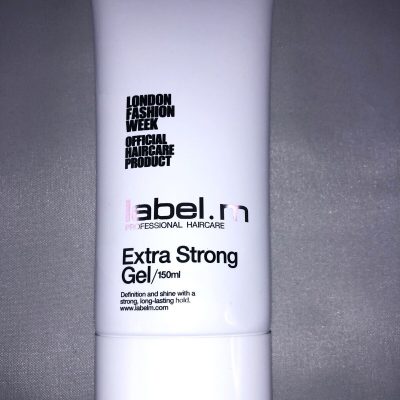 LONDON
FASHION
WEEK
OFFICIAL
HAIRCARE
PRODUCT
label.m
PROFESSIONAL HAIRCARE
Extra Strong
Gel/150ml
Definition and shine with a
strong, long-lasting hold.
www.labelm.com